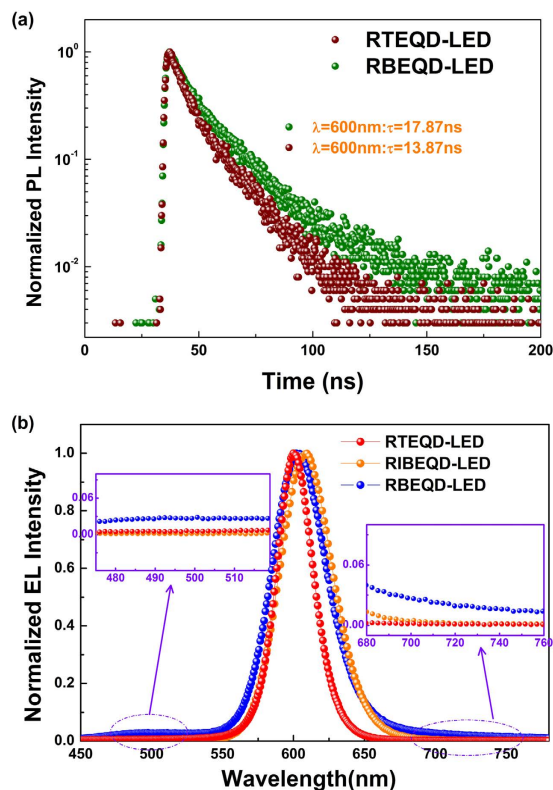 (a)
10⁰
10⁻¹
10⁻²
Normalized PL Intensity
RTEQD-LED
RBEQD-LED
λ=600nm:τ=17.87ns
λ=600nm:τ=13.87ns
0 50 100 150 200
Time (ns)
(b)
1.0
0.8
0.6
0.4
0.2
0.0
Normalized EL Intensity
RTEQD-LED
RIBEQD-LED
RBEQD-LED
0.06
0.00
480 490 500 510
0.06
0.00
680 700 720 740 760
450 500 550 600 650 700 750
Wavelength(nm)